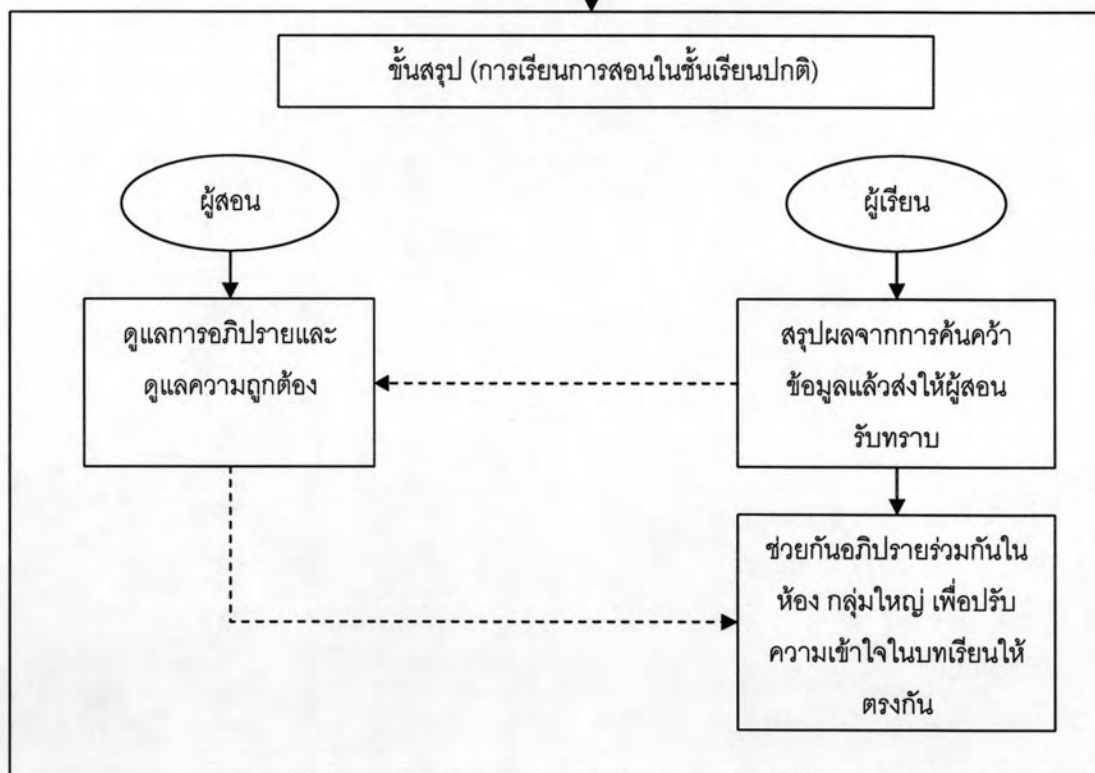 ขั้นสรุป (การเรียนการสอนในชั้นเรียนปกติ)
ผู้สอน
ผู้เรียน
ดูแลการอภิปรายและ
ดูแลความถูกต้อง
สรุปผลจากการค้นคว้า
ข้อมูลแล้วส่งให้ผู้สอน
รับทราบ
ช่วยกันอภิปรายร่วมกันใน
ห้อง กลุ่มใหญ่ เพื่อปรับ
ความเข้าใจในบทเรียนให้
ตรงกัน